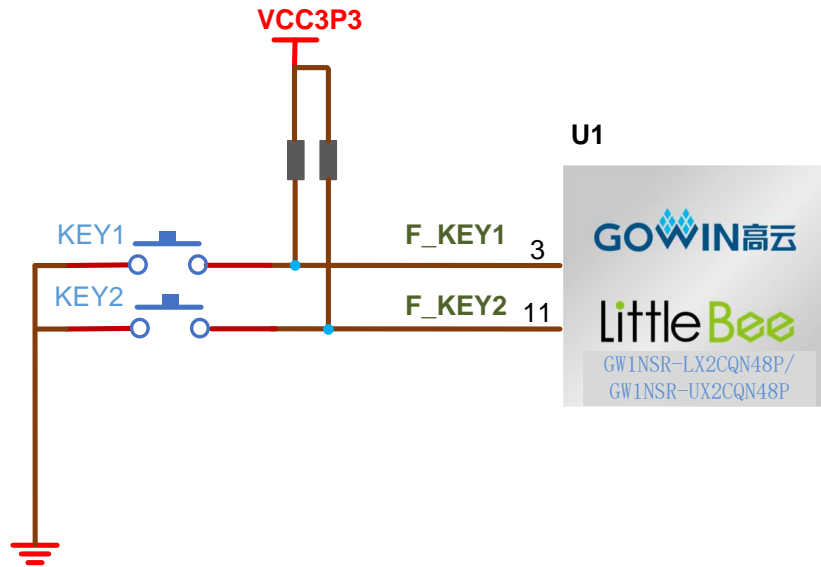 VCC3P3
U1
KEY1
F_KEY1
3
GOWIN高云
KEY2
F_KEY2
11
LittleBee
GW1NSR-LX2CQN48P/
GW1NSR-UX2CQN48P